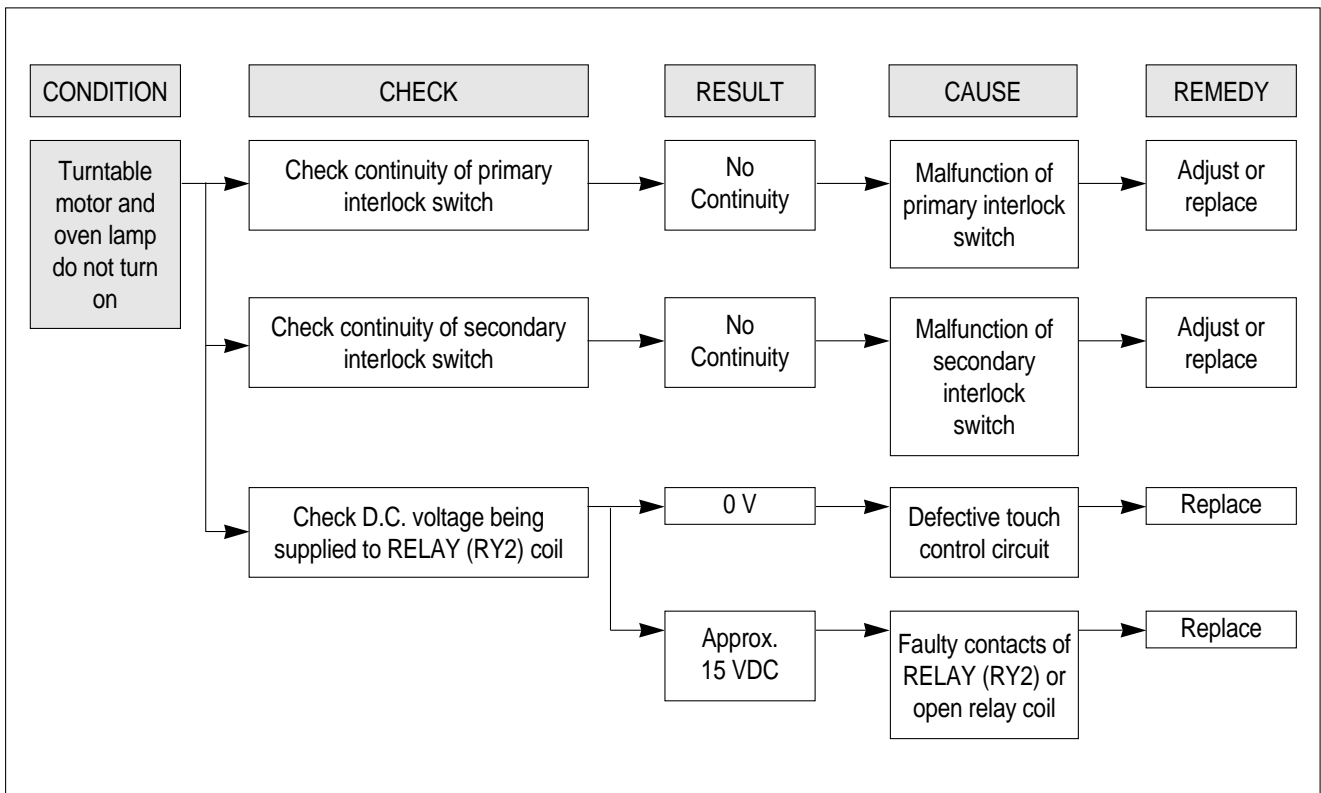 CONDITION
CHECK
RESULT
CAUSE
REMEDY
Turntable
motor and
oven lamp
do not turn
on
Check continuity of primary
interlock switch
No
Continuity
Malfunction of
primary interlock
switch
Adjust or
replace
Check continuity of secondary
interlock switch
No
Continuity
Malfunction of
secondary
interlock
switch
Adjust or
replace
Check D.C. voltage being
supplied to RELAY (RY2) coil
0 V
Defective touch
control circuit
Replace
Approx.
15 VDC
Faulty contacts of
RELAY (RY2) or
open relay coil
Replace